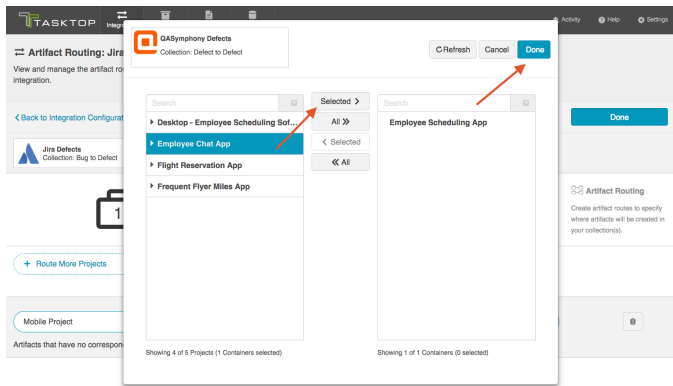 TASKTOP
Integr
Activity
Help
Settings
Artifact Routing: Jira
View and manage the artifact ro
integration.
Back to Integration Configurat
Jira Defects
Collection: Bug to Defect
1
+ Route More Projects
Mobile Project
Artifacts that have no correspon
QASymphony Defects
Collection: Defect to Defect
Refresh
Cancel
Done
Search
Desktop - Employee Scheduling Sof...
Employee Chat App
Flight Reservation App
Frequent Flyer Miles App
Showing 4 of 5 Projects (1 Containers selected)
Selected >
All >>
< Selected
<< All
Search
Employee Scheduling App
Showing 1 of 1 Containers (0 selected)
Done
Artifact Routing
Create artifact routes to specify
where artifacts will be created in
your collection(s).